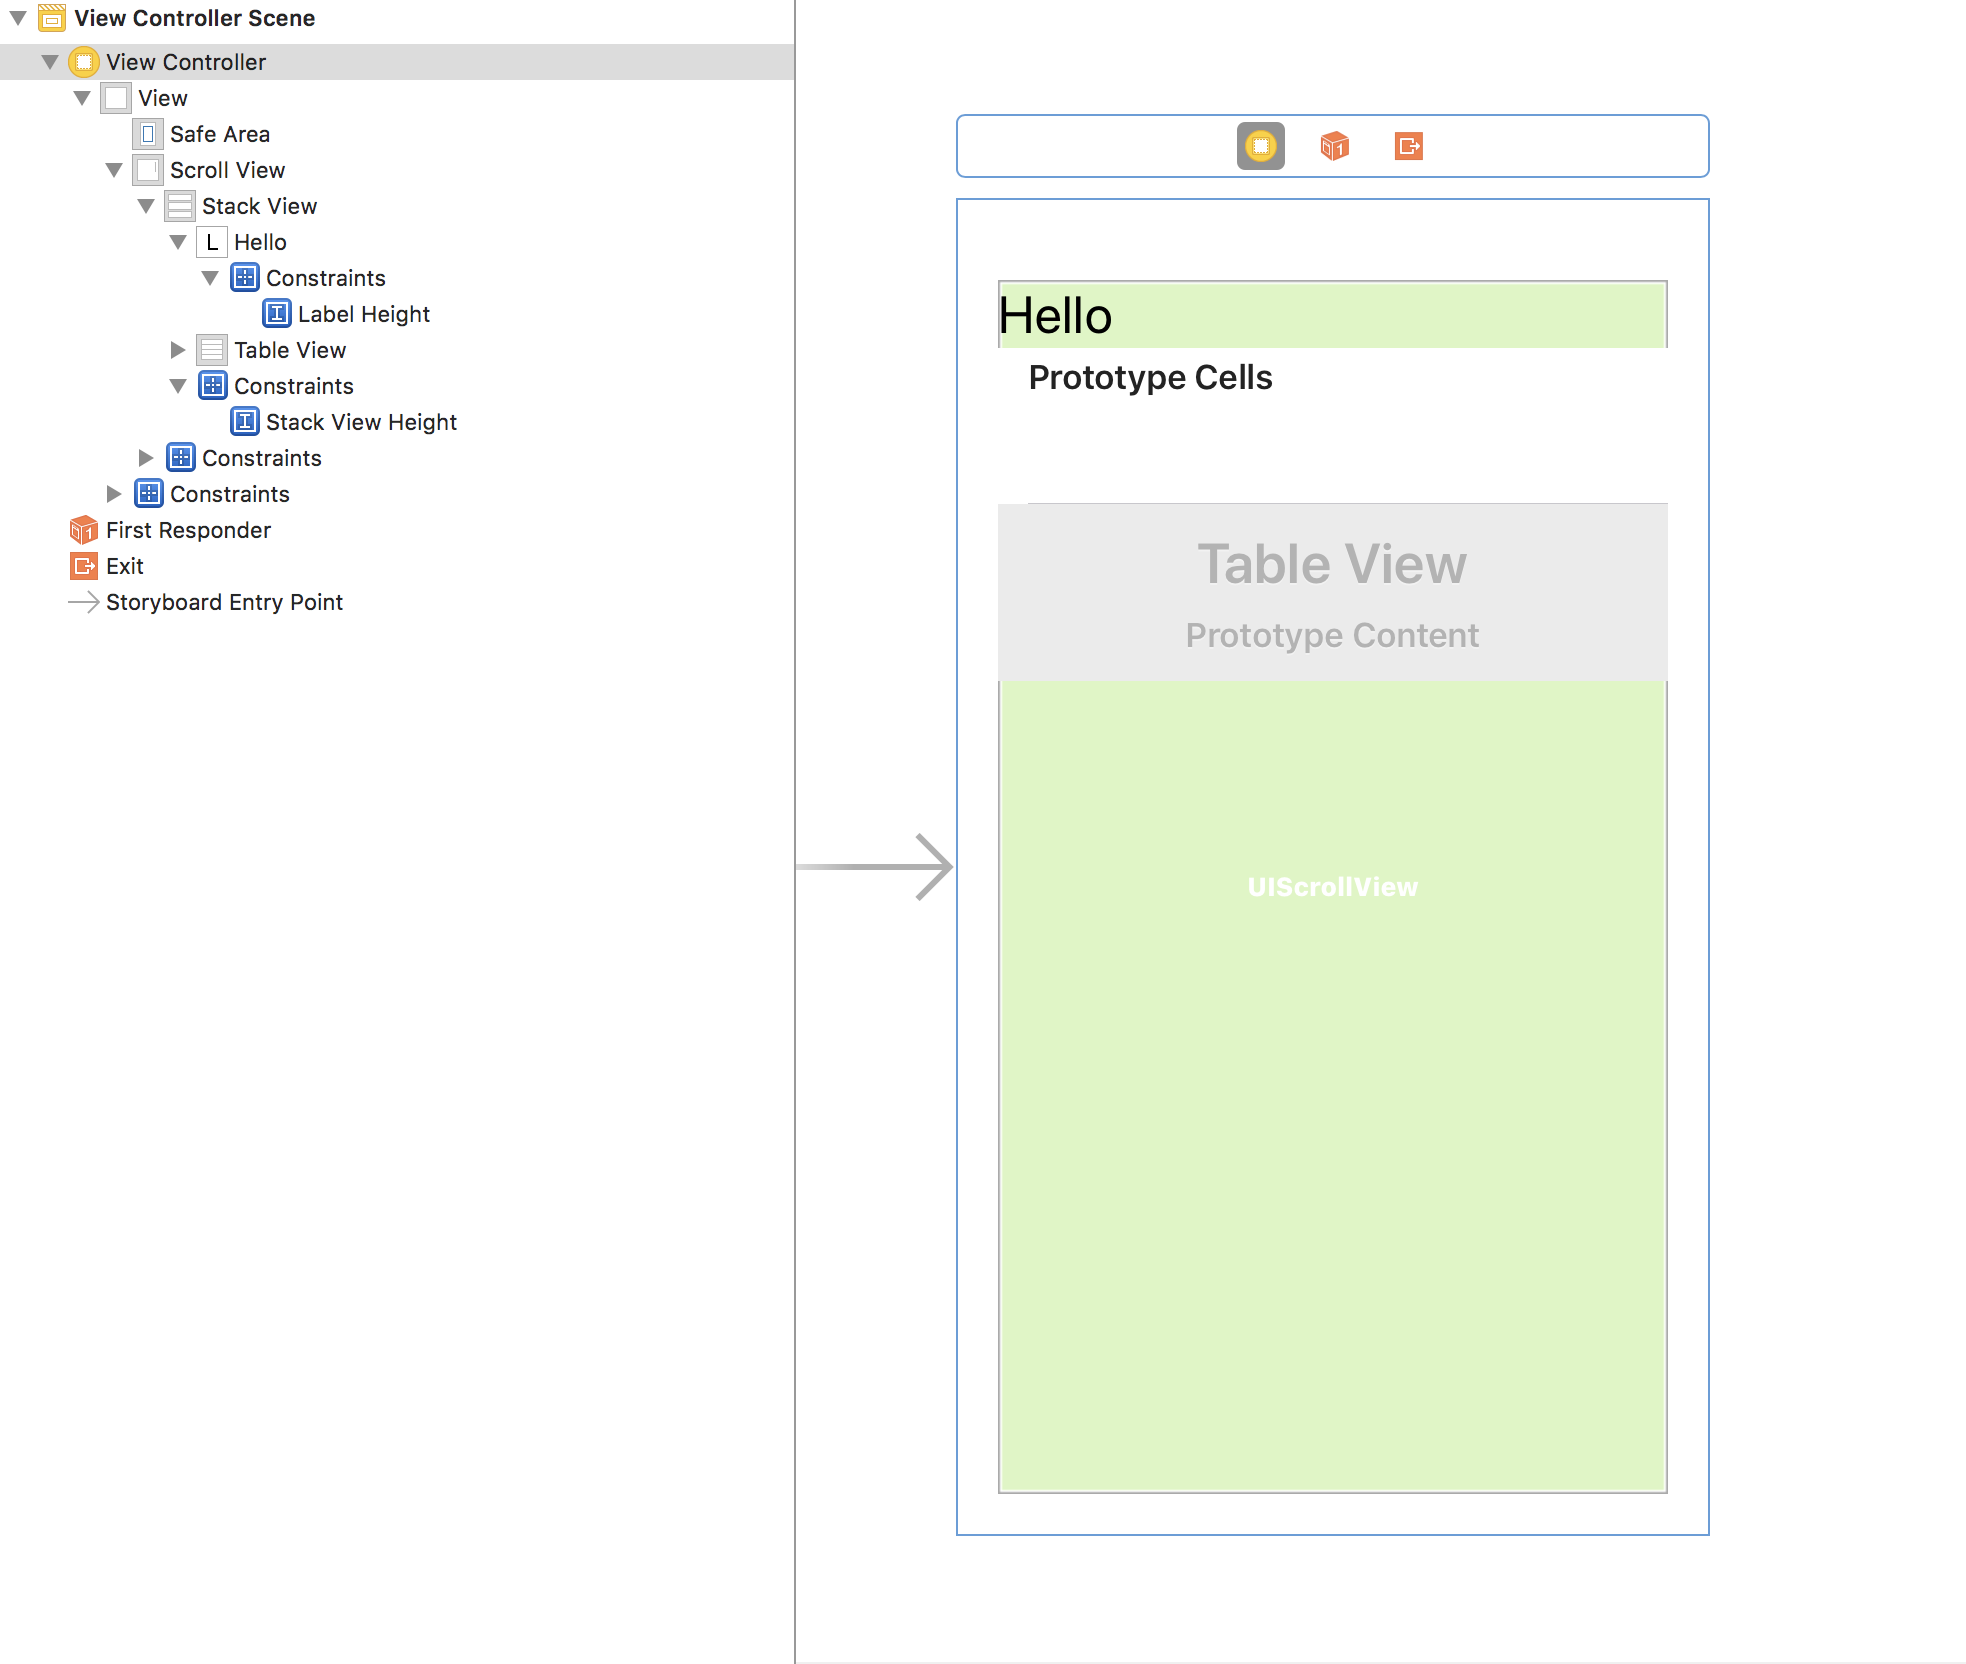 View Controller Scene
View Controller
View
Safe Area
Scroll View
Stack View
L Hello
Constraints
Label Height
Table View
Constraints
Stack View Height
Constraints
Constraints
1 First Responder
Exit
Storyboard Entry Point
1
Hello
Prototype Cells
Table View
Prototype Content
UIScrollView